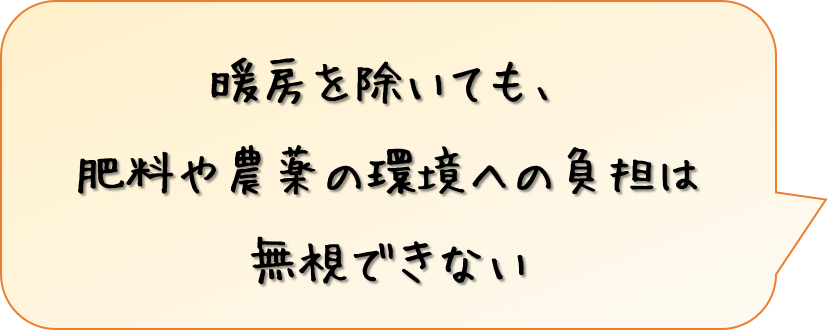 暖房を除いても、
肥料や農薬の環境への負担は
無視できない